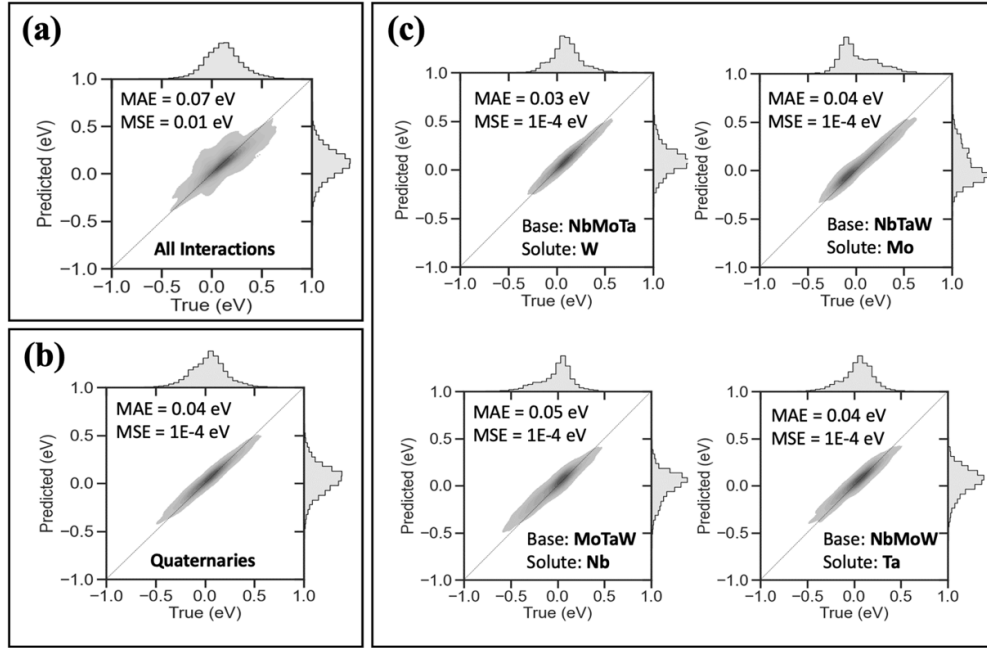 (a)
1.0
MAE = 0.07 eV
MSE = 0.01 eV
0.5
0.0
−0.5
−1.0
Predicted (eV)
All Interactions
−1.0 −0.5 0.0 0.5 1.0
True (eV)
(b)
1.0
MAE = 0.04 eV
MSE = 1E-4 eV
0.5
0.0
−0.5
−1.0
Predicted (eV)
Quaternaries
−1.0 −0.5 0.0 0.5 1.0
True (eV)
(c)
1.0
MAE = 0.03 eV
MSE = 1E-4 eV
0.5
0.0
−0.5
−1.0
Predicted (eV)
Base: NbMoTa
Solute: W
−1.0 −0.5 0.0 0.5 1.0
True (eV)
1.0
MAE = 0.04 eV
MSE = 1E-4 eV
0.5
0.0
−0.5
−1.0
Predicted (eV)
Base: NbTaW
Solute: Mo
−1.0 −0.5 0.0 0.5 1.0
True (eV)
1.0
MAE = 0.05 eV
MSE = 1E-4 eV
0.5
0.0
−0.5
−1.0
Predicted (eV)
Base: MoTaW
Solute: Nb
−1.0 −0.5 0.0 0.5 1.0
True (eV)
1.0
MAE = 0.04 eV
MSE = 1E-4 eV
0.5
0.0
−0.5
−1.0
Predicted (eV)
Base: NbMoW
Solute: Ta
−1.0 −0.5 0.0 0.5 1.0
True (eV)